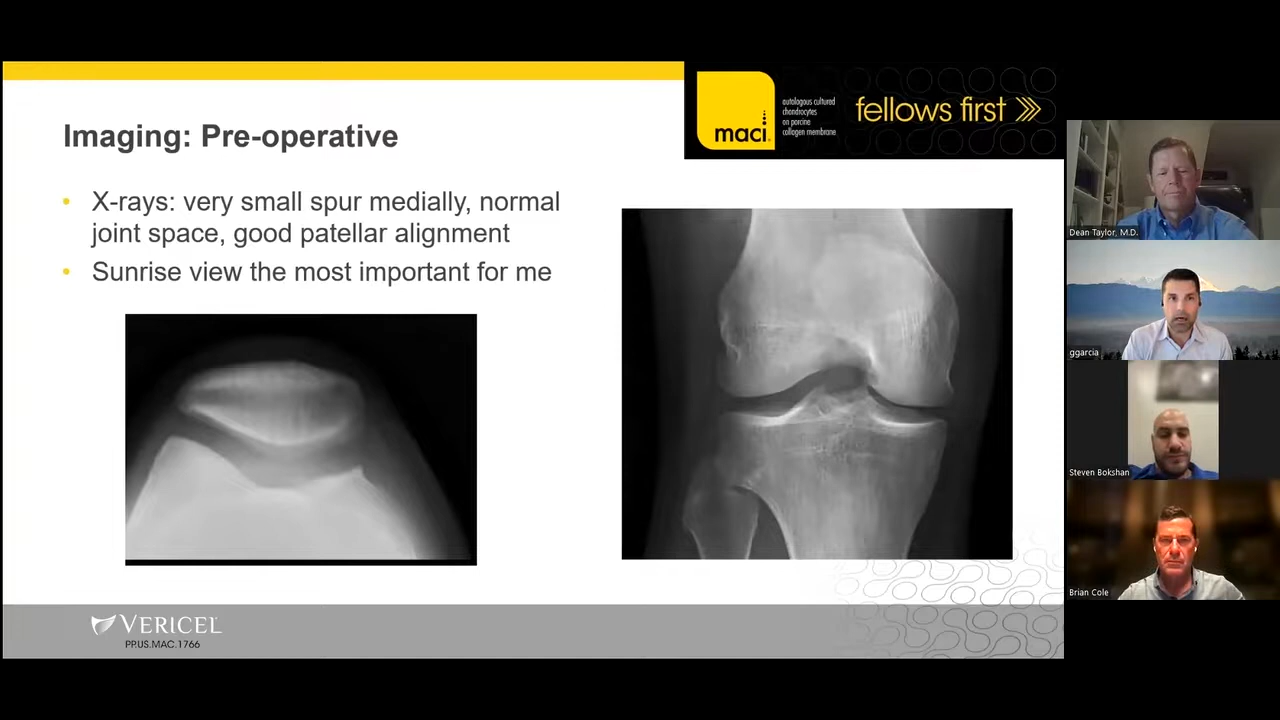 maci
autologous cultured
chondrocytes
on porcine
collagen membrane
fellows first
Imaging: Pre-operative
X-rays: very small spur medially, normal
joint space, good patellar alignment
Sunrise view the most important for me
VERICEL
PP.US.MAC.1766
Dean Taylor, M.D.
ggarcia
Steven Bokshan
Brian Cole